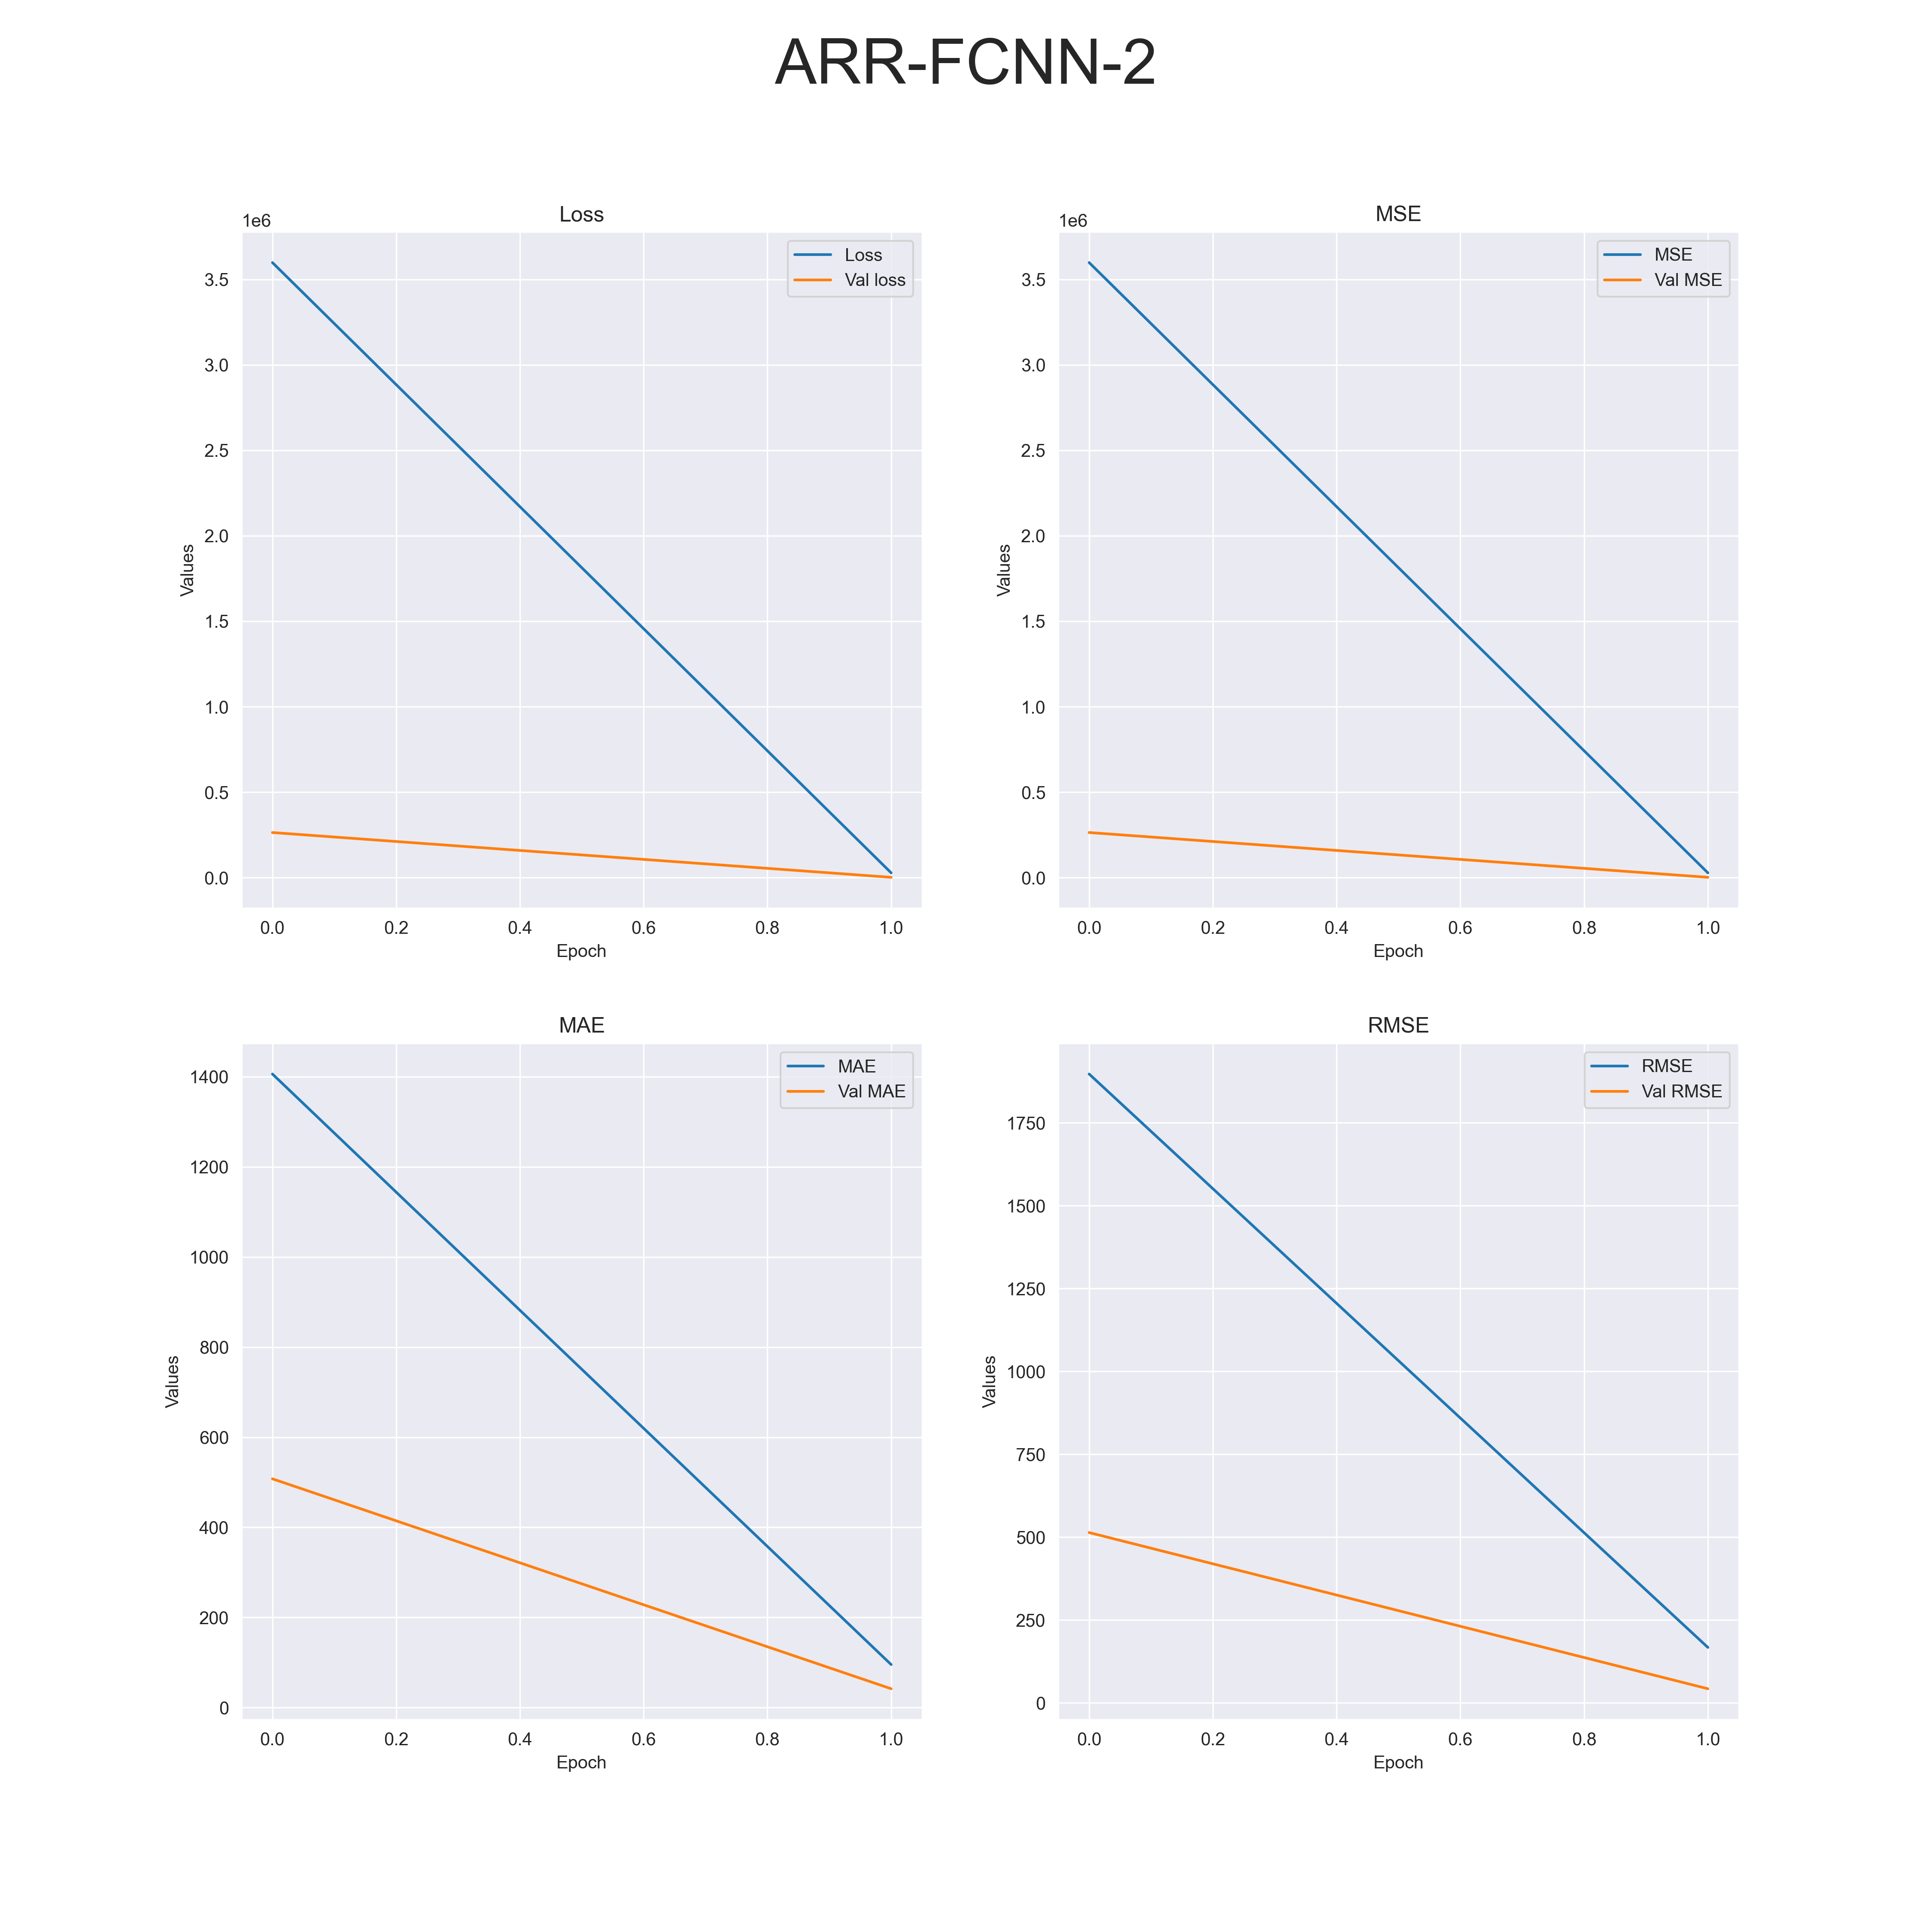 ARR-FCNN-2
Loss
1e6
Loss
Val loss
3.5
3.0
2.5
2.0
1.5
1.0
0.5
0.0
Values
0.0 0.2 0.4 0.6 0.8 1.0
Epoch
MSE
1e6
MSE
Val MSE
3.5
3.0
2.5
2.0
1.5
1.0
0.5
0.0
Values
0.0 0.2 0.4 0.6 0.8 1.0
Epoch
MAE
MAE
Val MAE
1400
1200
1000
800
600
400
200
0
Values
0.0 0.2 0.4 0.6 0.8 1.0
Epoch
RMSE
RMSE
Val RMSE
1750
1500
1250
1000
750
500
250
0
Values
0.0 0.2 0.4 0.6 0.8 1.0
Epoch